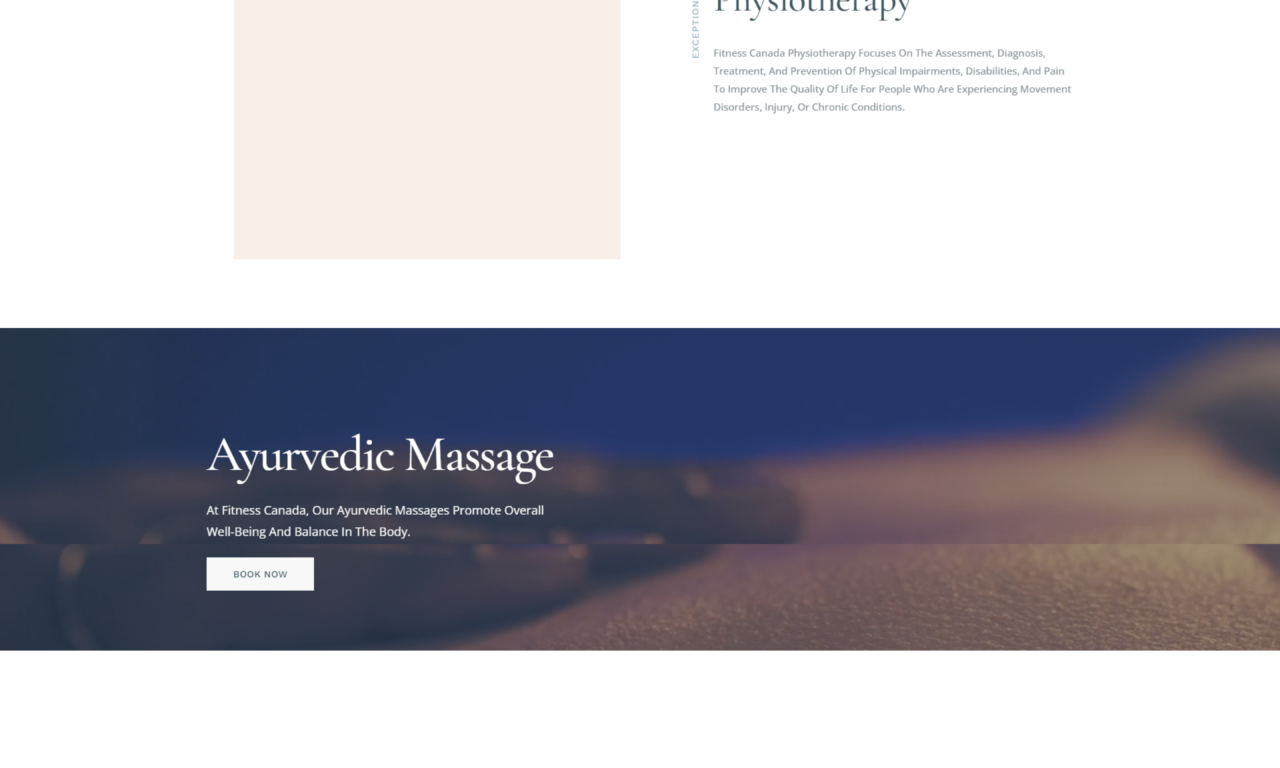 Physiotherapy
EXCEPTION
Fitness Canada Physiotherapy Focuses On The Assessment, Diagnosis,
Treatment, And Prevention Of Physical Impairments, Disabilities, And Pain
To Improve The Quality Of Life For People Who Are Experiencing Movement
Disorders, Injury, Or Chronic Conditions.
Ayurvedic Massage
At Fitness Canada, Our Ayurvedic Massages Promote Overall
Well-Being And Balance In The Body.
BOOK NOW